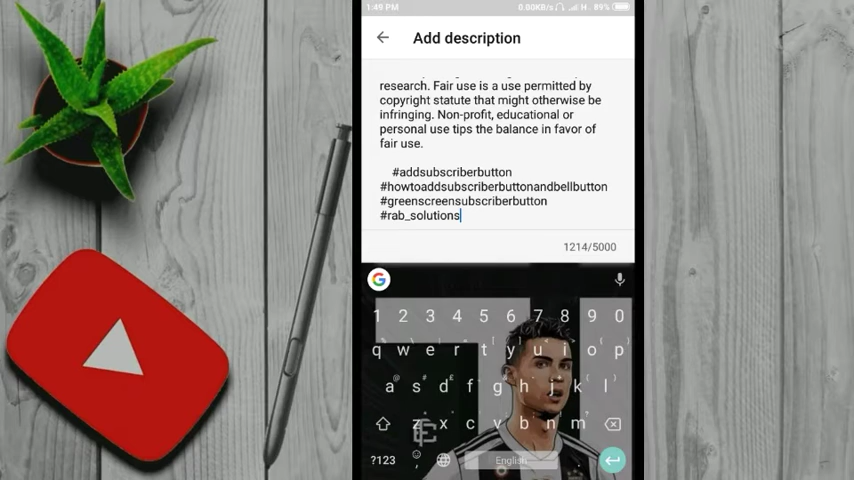 1:49 PM 0.00KB/s H 89%
Add description
research. Fair use is a use permitted by
copyright statute that might otherwise be
infringing. Non-profit, educational or
personal use tips the balance in favor of
fair use.
#addsubscriberbutton
#howtoaddsubscriberbuttonandbellbutton
#greenscreensubscriberbutton
#rab_solutions
1214/5000
1 2 3 4 5 6 7 8 9 0
q w e r t y u i o p
a s d f g h j k l
z x c v b n m
?123 , English .